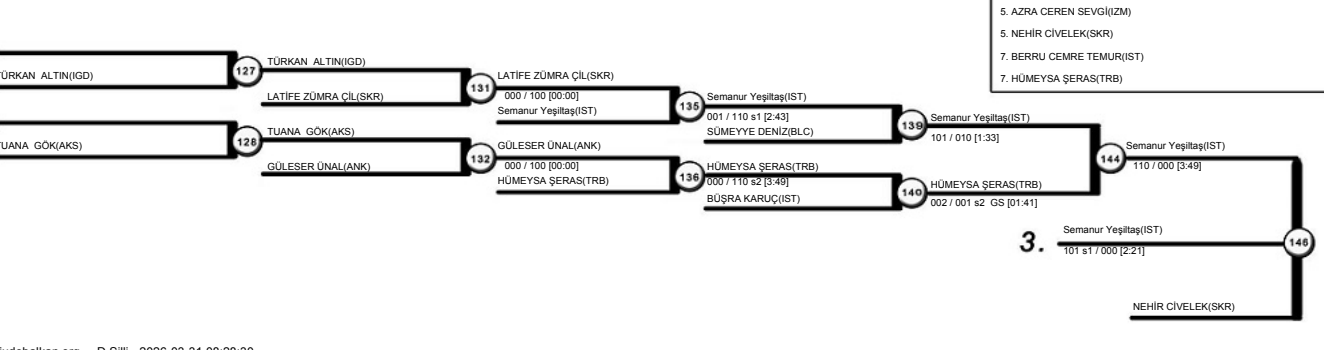 5. AZRA CEREN SEVGİ(IZM)
5. NEHİR CİVELEK(SKR)
7. BERRU CEMRE TEMUR(IST)
7. HÜMEYSA ŞERAS(TRB)
TÜRKAN ALTIN(IGD)
127
TÜRKAN ALTIN(IGD)
LATİFE ZÜMRA ÇİL(SKR)
131
LATİFE ZÜMRA ÇİL(SKR)
000 / 100 [00:00]
Semanur Yeşiltaş(IST)
135
Semanur Yeşiltaş(IST)
001 / 110 s1 [2:43]
SÜMEYYE DENİZ(BLC)
139
Semanur Yeşiltaş(IST)
101 / 010 [1:33]
TUANA GÖK(AKS)
128
TUANA GÖK(AKS)
GÜLESER ÜNAL(ANK)
132
GÜLESER ÜNAL(ANK)
000 / 100 [00:00]
HÜMEYSA ŞERAS(TRB)
136
HÜMEYSA ŞERAS(TRB)
000 / 110 s2 [3:49]
BÜŞRA KARUÇ(IST)
140
HÜMEYSA ŞERAS(TRB)
002 / 001 s2 GS [01:41]
144
Semanur Yeşiltaş(IST)
110 / 000 [3:49]
3.
Semanur Yeşiltaş(IST)
101 s1 / 000 [2:21]
146
NEHİR CİVELEK(SKR)